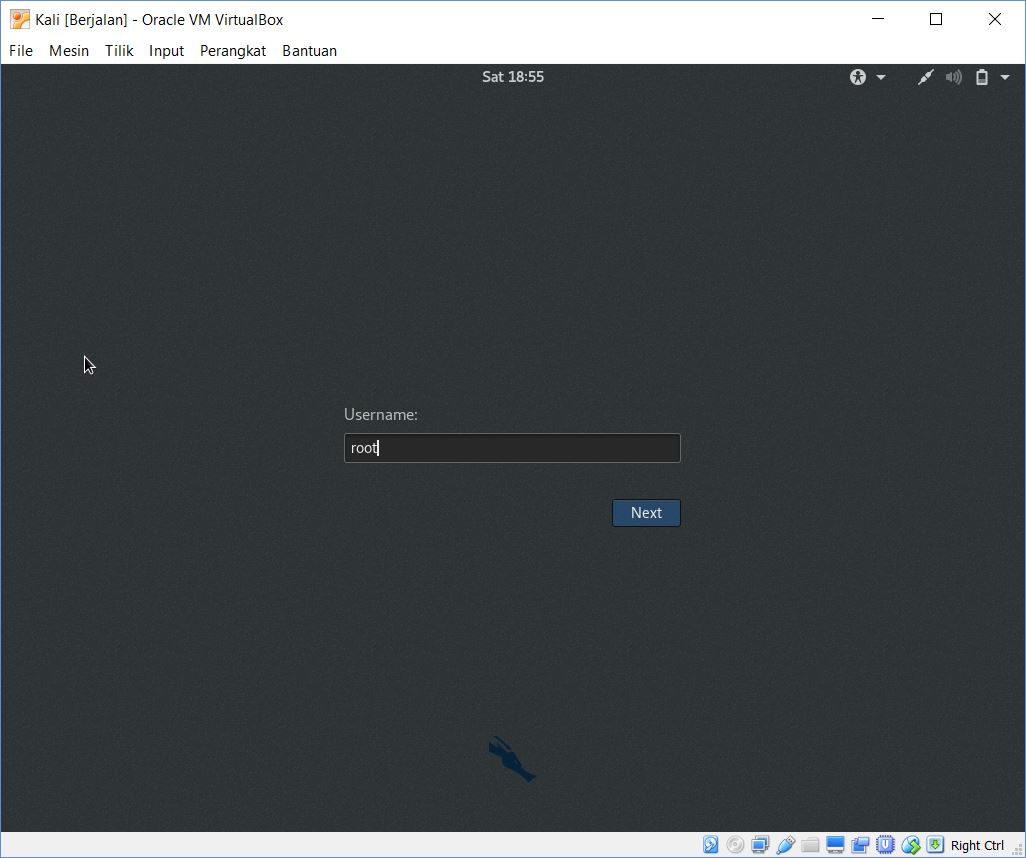 Kali [Berjalan] - Oracle VM VirtualBox
File Mesin Tilik Input Perangkat Bantuan
Sat 18:55
Username:
root
Next
Right Ctrl